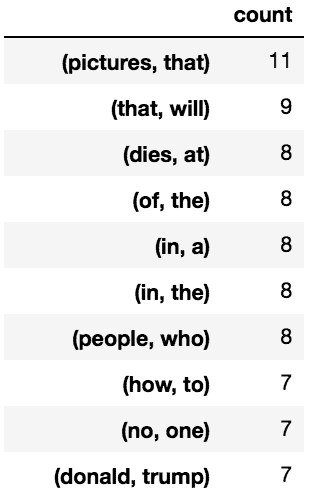 count
(pictures, that) 11
(that, will) 9
(dies, at) 8
(of, the) 8
(in, a) 8
(in, the) 8
(people, who) 8
(how, to) 7
(no, one) 7
(donald, trump) 7